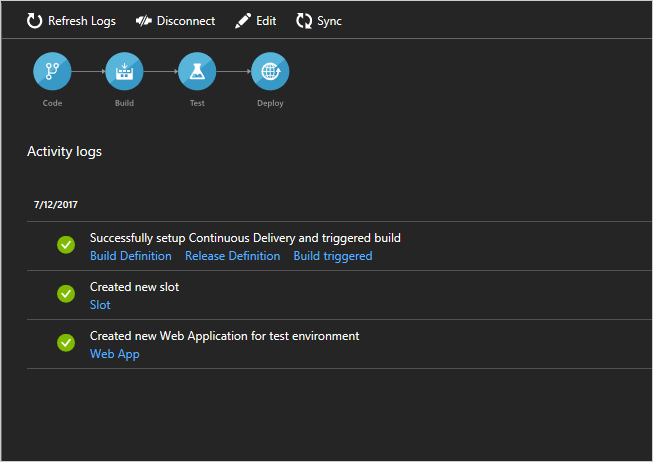 Refresh Logs Disconnect Edit Sync
Code Build Test Deploy
Activity logs
7/12/2017
Successfully setup Continuous Delivery and triggered build
Build Definition Release Definition Build triggered
Created new slot
Slot
Created new Web Application for test environment
Web App